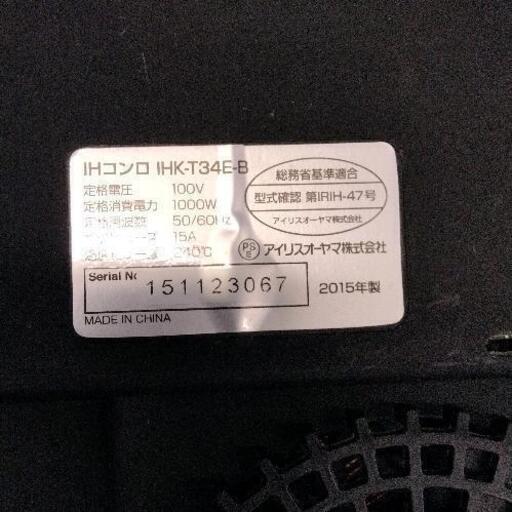 IHコンロ IHK-T34E-B
定格電圧 100V
定格消費電力 1000W
定格周波数 50/60Hz
15A
240℃
総務省基準適合
型式確認 第IRIH-47号
アイリスオーヤマ株式会社
PS
E
アイリスオーヤマ株式会社
Serial No
151123067
2015年製
MADE IN CHINA